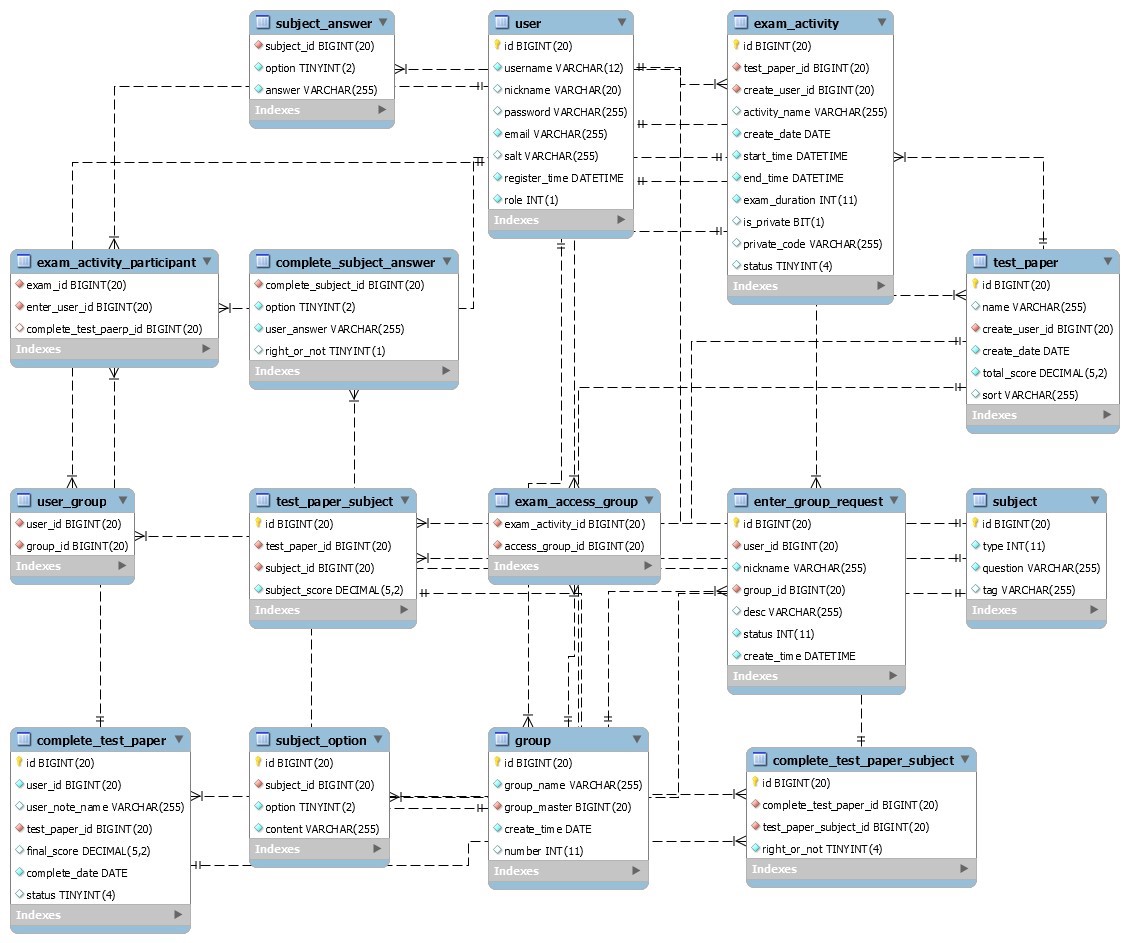 subject_answer
subject_id BIGINT(20)
option TINYINT(2)
answer VARCHAR(255)
Indexes
user
id BIGINT(20)
username VARCHAR(12)
nickname VARCHAR(20)
password VARCHAR(255)
email VARCHAR(255)
salt VARCHAR(255)
register_time DATETIME
role INT(1)
Indexes
exam_activity
id BIGINT(20)
test_paper_id BIGINT(20)
create_user_id BIGINT(20)
activity_name VARCHAR(255)
create_date DATE
start_time DATETIME
end_time DATETIME
exam_duration INT(11)
is_private BIT(1)
private_code VARCHAR(255)
status TINYINT(4)
Indexes
exam_activity_participant
exam_id BIGINT(20)
enter_user_id BIGINT(20)
complete_test_paerp_id BIGINT(20)
Indexes
complete_subject_answer
complete_subject_id BIGINT(20)
option TINYINT(2)
user_answer VARCHAR(255)
right_or_not TINYINT(1)
Indexes
test_paper
id BIGINT(20)
name VARCHAR(255)
create_user_id BIGINT(20)
create_date DATE
total_score DECIMAL(5,2)
sort VARCHAR(255)
Indexes
user_group
user_id BIGINT(20)
group_id BIGINT(20)
Indexes
test_paper_subject
id BIGINT(20)
test_paper_id BIGINT(20)
subject_id BIGINT(20)
subject_score DECIMAL(5,2)
Indexes
exam_access_group
exam_activity_id BIGINT(20)
access_group_id BIGINT(20)
Indexes
enter_group_request
id BIGINT(20)
user_id BIGINT(20)
nickname VARCHAR(255)
group_id BIGINT(20)
desc VARCHAR(255)
status INT(11)
create_time DATETIME
Indexes
subject
id BIGINT(20)
type INT(11)
question VARCHAR(255)
tag VARCHAR(255)
Indexes
complete_test_paper
id BIGINT(20)
user_id BIGINT(20)
user_note_name VARCHAR(255)
test_paper_id BIGINT(20)
final_score DECIMAL(5,2)
complete_date DATE
status TINYINT(4)
Indexes
subject_option
id BIGINT(20)
subject_id BIGINT(20)
option TINYINT(2)
content VARCHAR(255)
Indexes
group
id BIGINT(20)
group_name VARCHAR(255)
group_master BIGINT(20)
create_time DATE
number INT(11)
Indexes
complete_test_paper_subject
id BIGINT(20)
complete_test_paper_id BIGINT(20)
test_paper_subject_id BIGINT(20)
right_or_not TINYINT(4)
Indexes